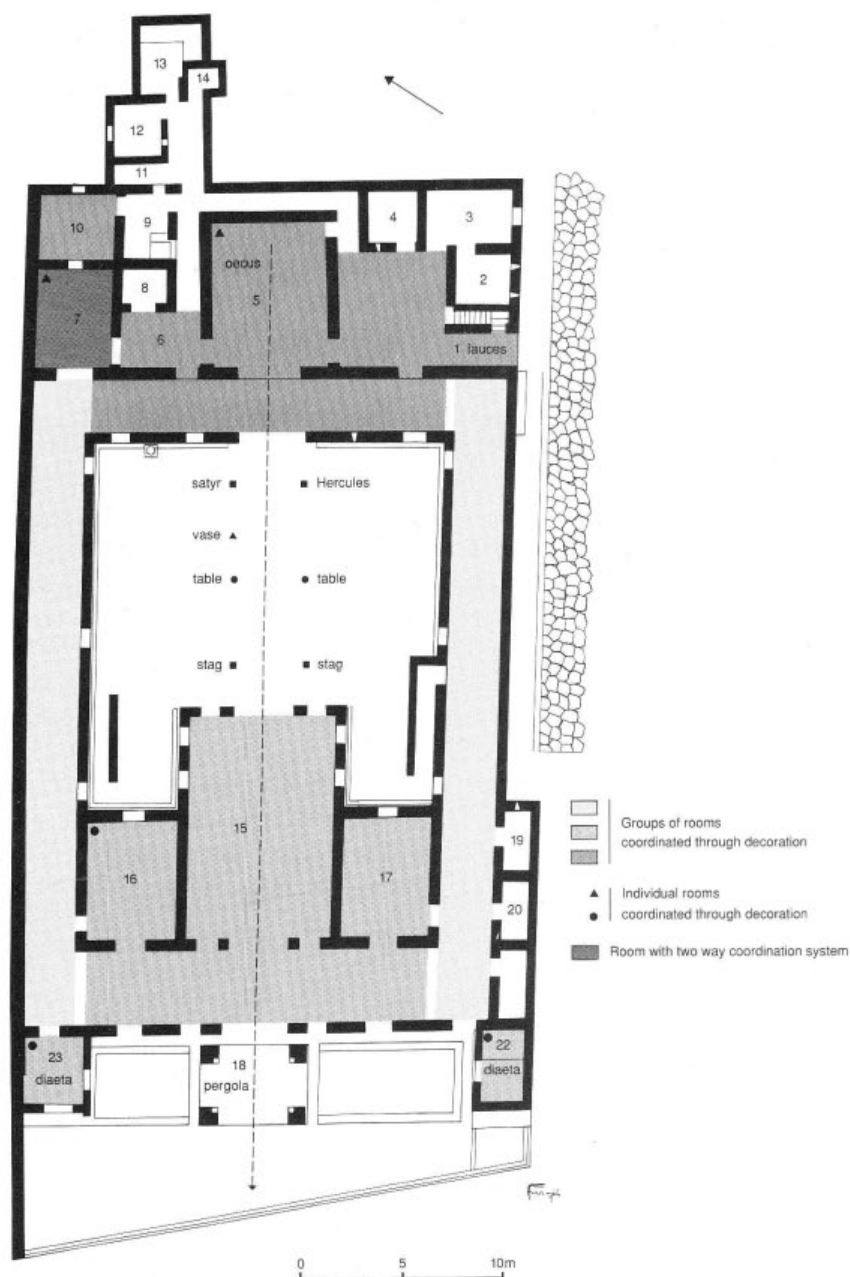 13
14
12
11
10
9
4
3
oecus
8
2
7
5
6
1 fauces
satyr
Hercules
vase
table
table
stag
stag
15
16
17
19
20
Groups of rooms
coordinated through decoration
Individual rooms
coordinated through decoration
Room with two way coordination system
23
diaeta
18
pergola
22
diaeta
0 5 10m